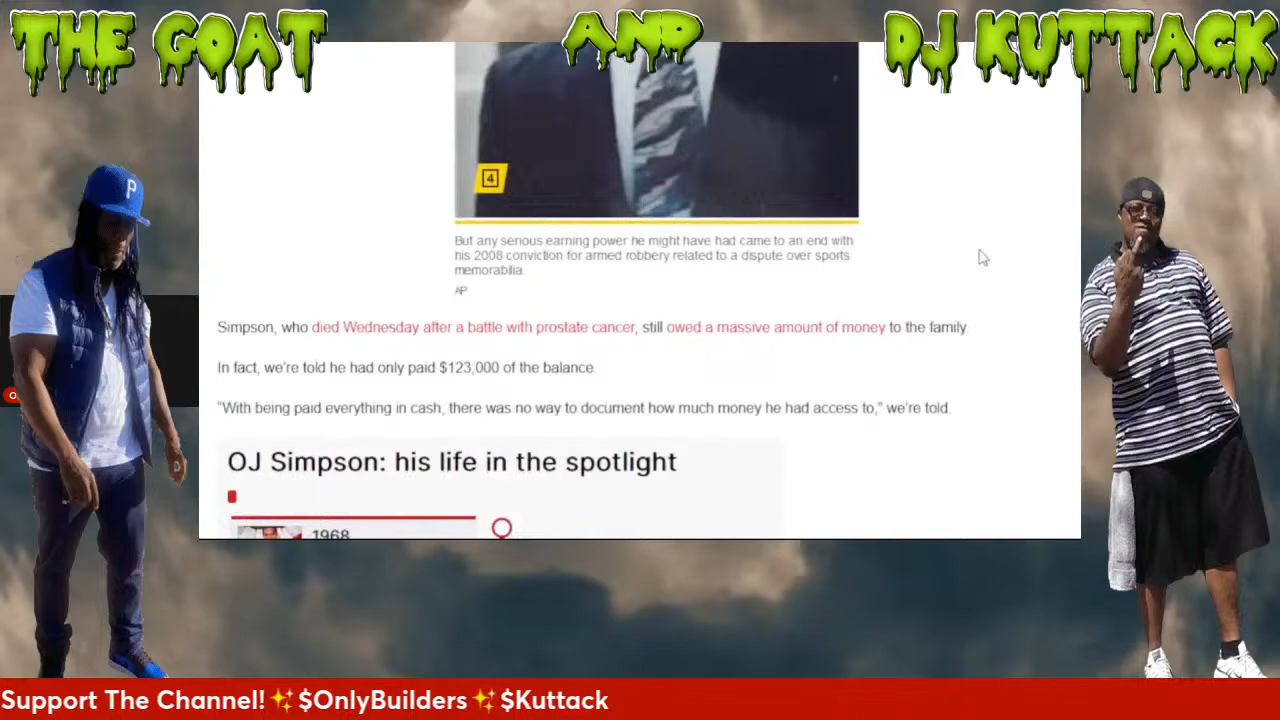 THE GOAT AND DJ KUTTACK
P
4
But any serious earning power he might have had came to an end with
his 2008 conviction for armed robbery related to a dispute over sports
memorabilia.
AP
Simpson, who died Wednesday after a battle with prostate cancer, still owed a massive amount of money to the family.
In fact, we're told he had only paid $123,000 of the balance.
“With being paid everything in cash, there was no way to document how much money he had access to,” we're told.
OJ Simpson: his life in the spotlight
1968
Support The Channel!✨$OnlyBuilders✨$Kuttack